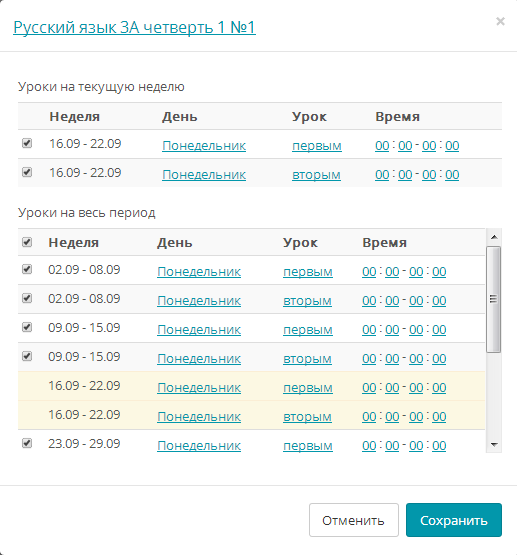 Русский язык 3А четверть 1 №1
×
Уроки на текущую неделю
Неделя День Урок Время
16.09 - 22.09 Понедельник первым 00 : 00 - 00 : 00
16.09 - 22.09 Понедельник вторым 00 : 00 - 00 : 00
Уроки на весь период
Неделя День Урок Время
02.09 - 08.09 Понедельник первым 00 : 00 - 00 : 00
02.09 - 08.09 Понедельник вторым 00 : 00 - 00 : 00
09.09 - 15.09 Понедельник первым 00 : 00 - 00 : 00
09.09 - 15.09 Понедельник вторым 00 : 00 - 00 : 00
16.09 - 22.09 Понедельник первым 00 : 00 - 00 : 00
16.09 - 22.09 Понедельник вторым 00 : 00 - 00 : 00
23.09 - 29.09 Понедельник первым 00 : 00 - 00 : 00
Отменить Сохранить